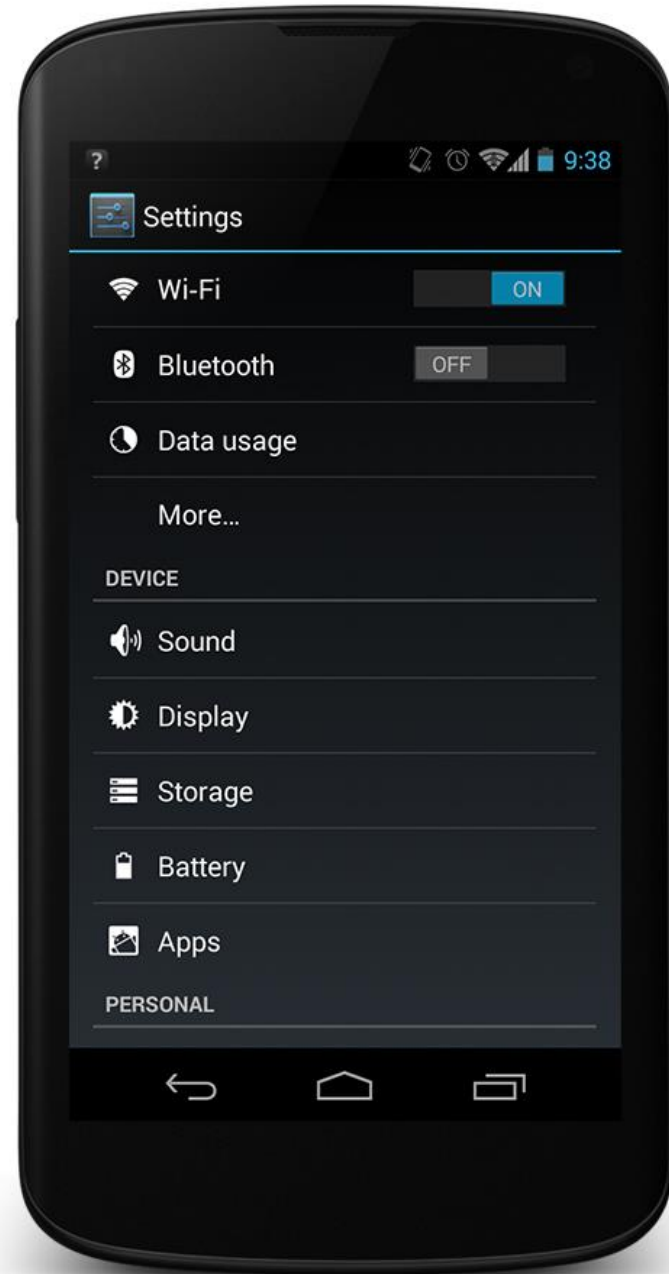 ? 9:38
Settings
Wi-Fi ON
Bluetooth OFF
Data usage
More...
DEVICE
Sound
Display
Storage
Battery
Apps
PERSONAL